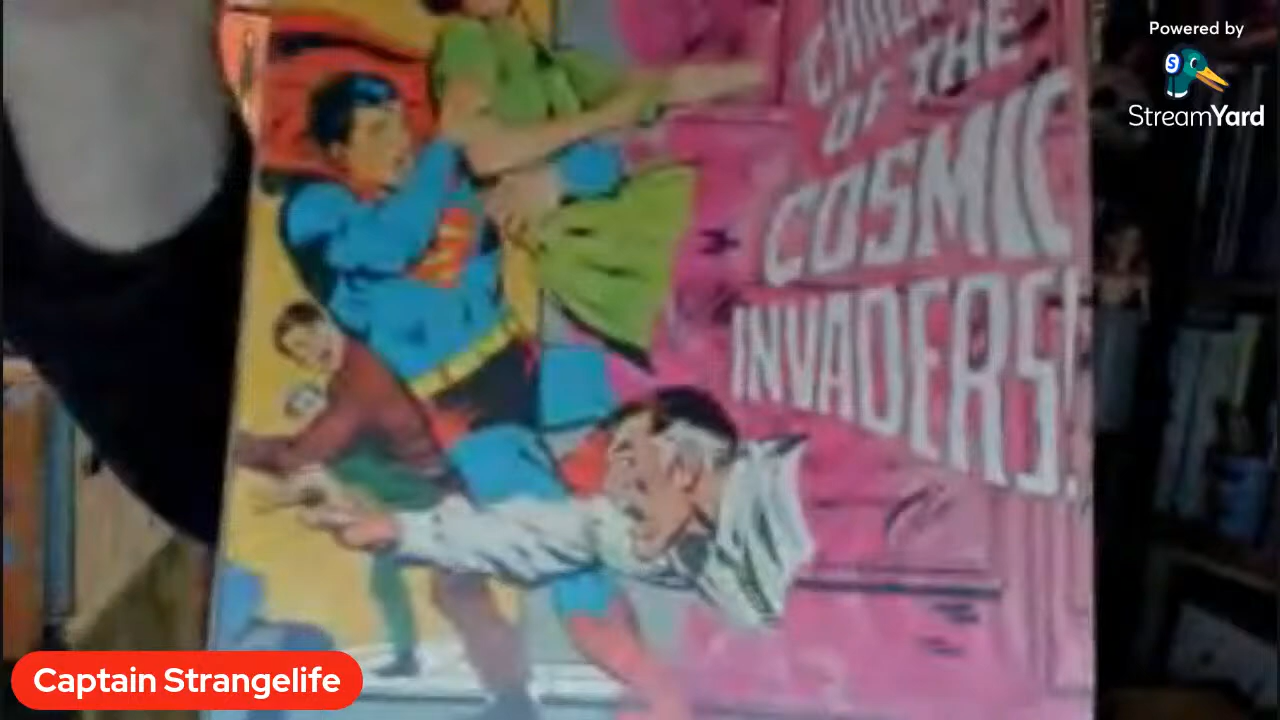 Powered by
S
StreamYard
OF THE
COSMIC
INVADERS!
Captain Strangelife